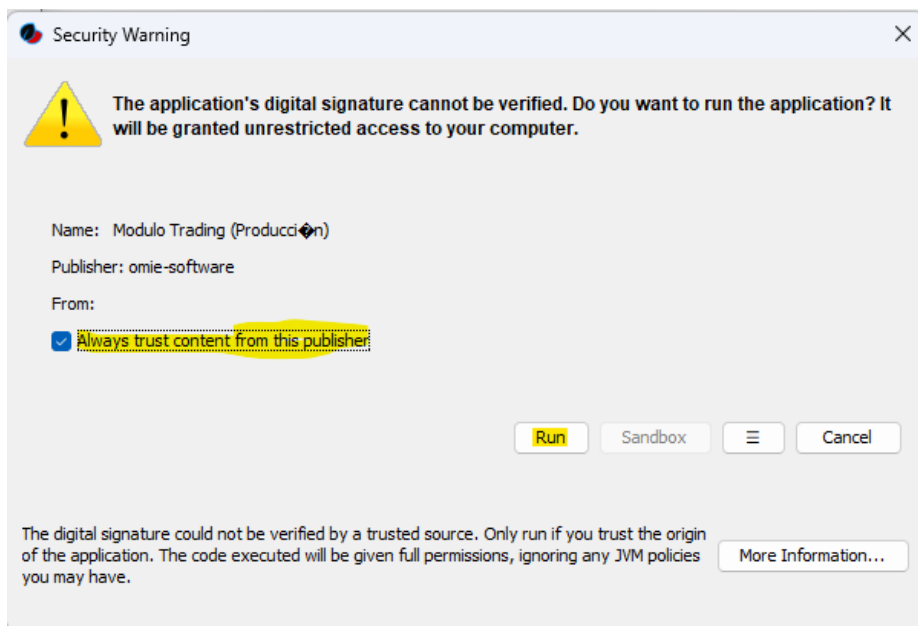 Security Warning
The application's digital signature cannot be verified. Do you want to run the application? It
will be granted unrestricted access to your computer.
Name: Modulo Trading (Producci�n)
Publisher: omie-software
From:
Always trust content from this publisher
Run Sandbox ☰ Cancel
The digital signature could not be verified by a trusted source. Only run if you trust the origin
of the application. The code executed will be given full permissions, ignoring any JVM policies
you may have.
More Information...